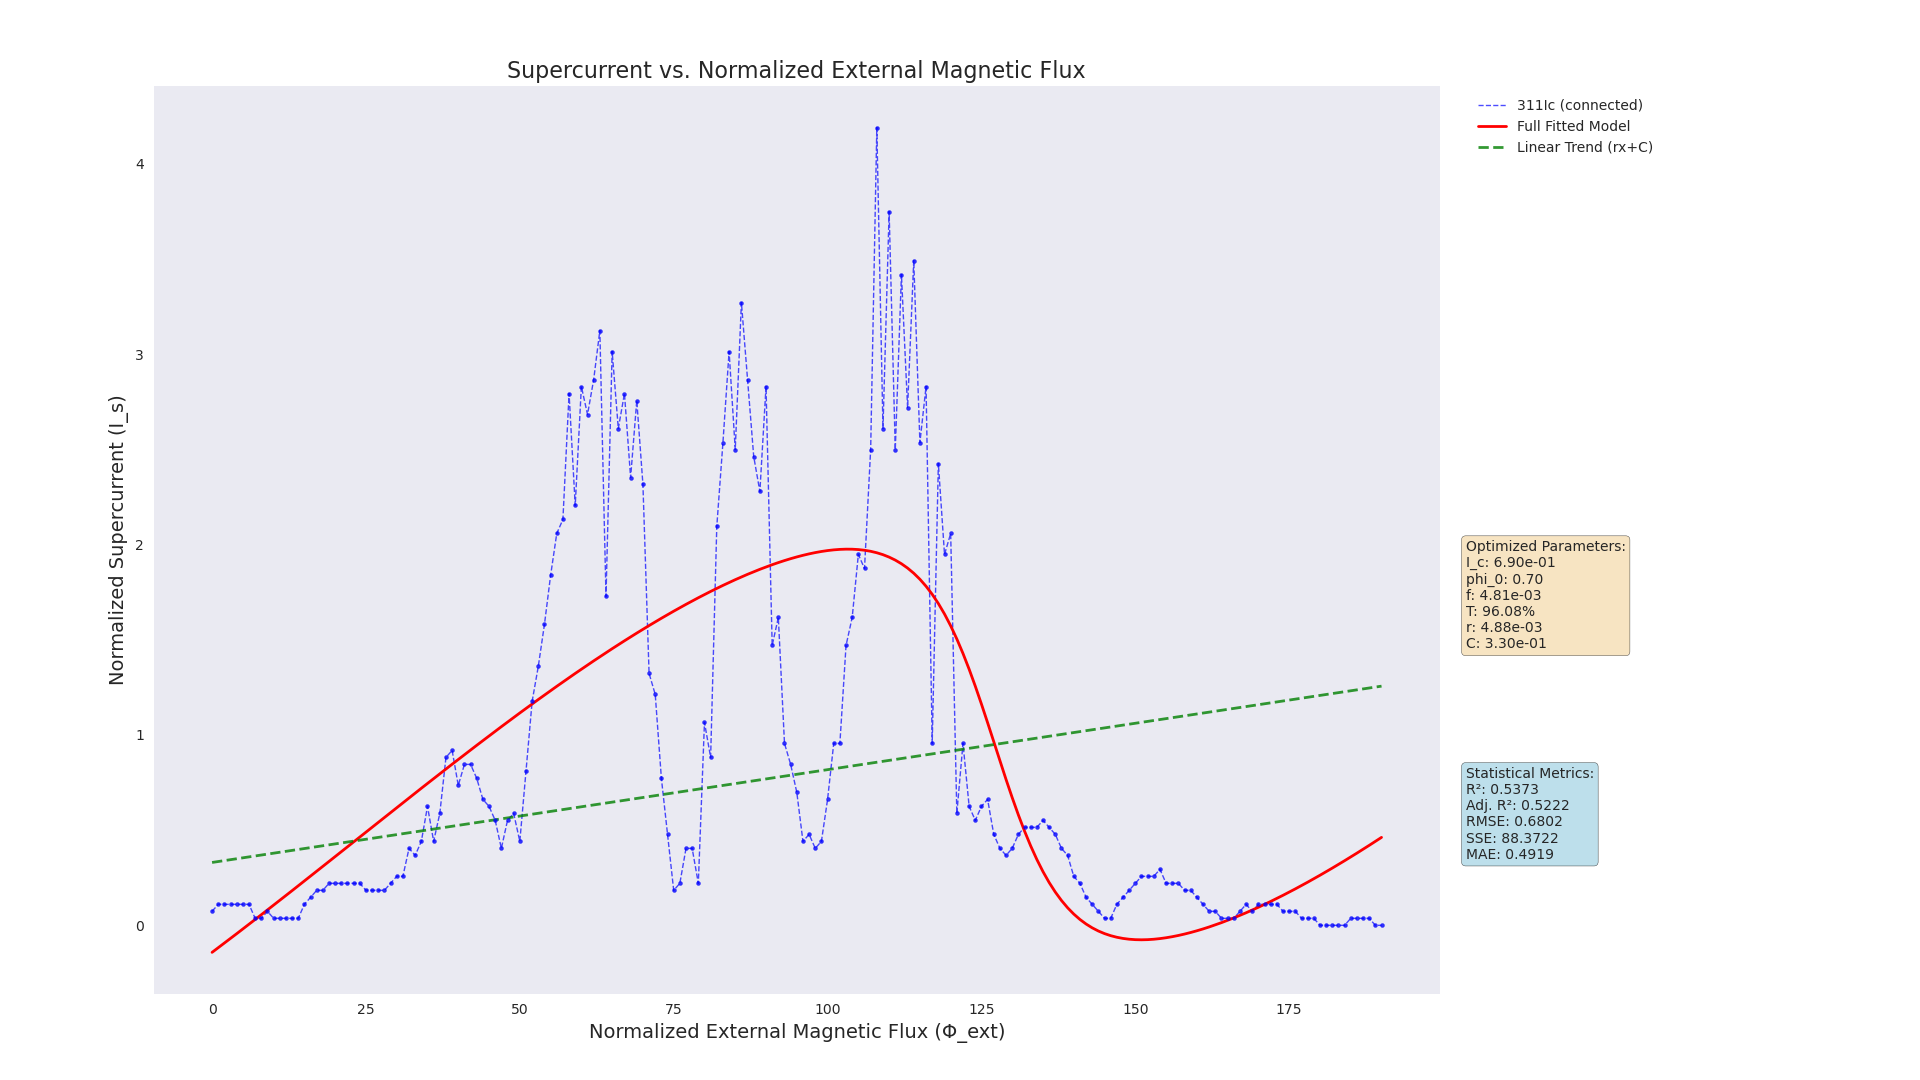 Supercurrent vs. Normalized External Magnetic Flux
311Ic (connected)
Full Fitted Model
Linear Trend (rx+C)
4
3
2
1
0
Normalized Supercurrent (I_s)
0 25 50 75 100 125 150 175
Normalized External Magnetic Flux (Φ_ext)
Optimized Parameters:
I_c: 6.90e-01
phi_0: 0.70
f: 4.81e-03
T: 96.08%
r: 4.88e-03
C: 3.30e-01
Statistical Metrics:
R²: 0.5373
Adj. R²: 0.5222
RMSE: 0.6802
SSE: 88.3722
MAE: 0.4919